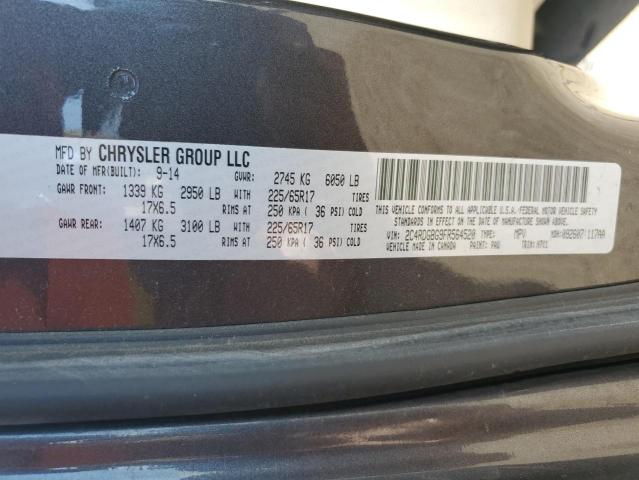 MFD BY CHRYSLER GROUP LLC
DATE OF MFR(BUILT): 9-14 GVWR: 2745 KG 6050 LB
GAWR FRONT: 1339 KG 2950 LB WITH 225/65R17 TIRES
17X6.5 RIMS AT 250 KPA ( 36 PSI) COLD
GAWR REAR: 1407 KG 3100 LB WITH 225/65R17 TIRES
17X6.5 RIMS AT 250 KPA ( 36 PSI) COLD
THIS VEHICLE CONFORMS TO ALL APPLICABLE U.S.A. FEDERAL MOTOR VEHICLE SAFETY
STANDARDS IN EFFECT ON THE DATE OF MANUFACTURE SHOWN ABOVE.
VIN: 2C4RDGBG9FR564520 TYPE: MPV MDH: 092607 117AA
VEHICLE MADE IN CANADA PAINT: PAU TRIM: